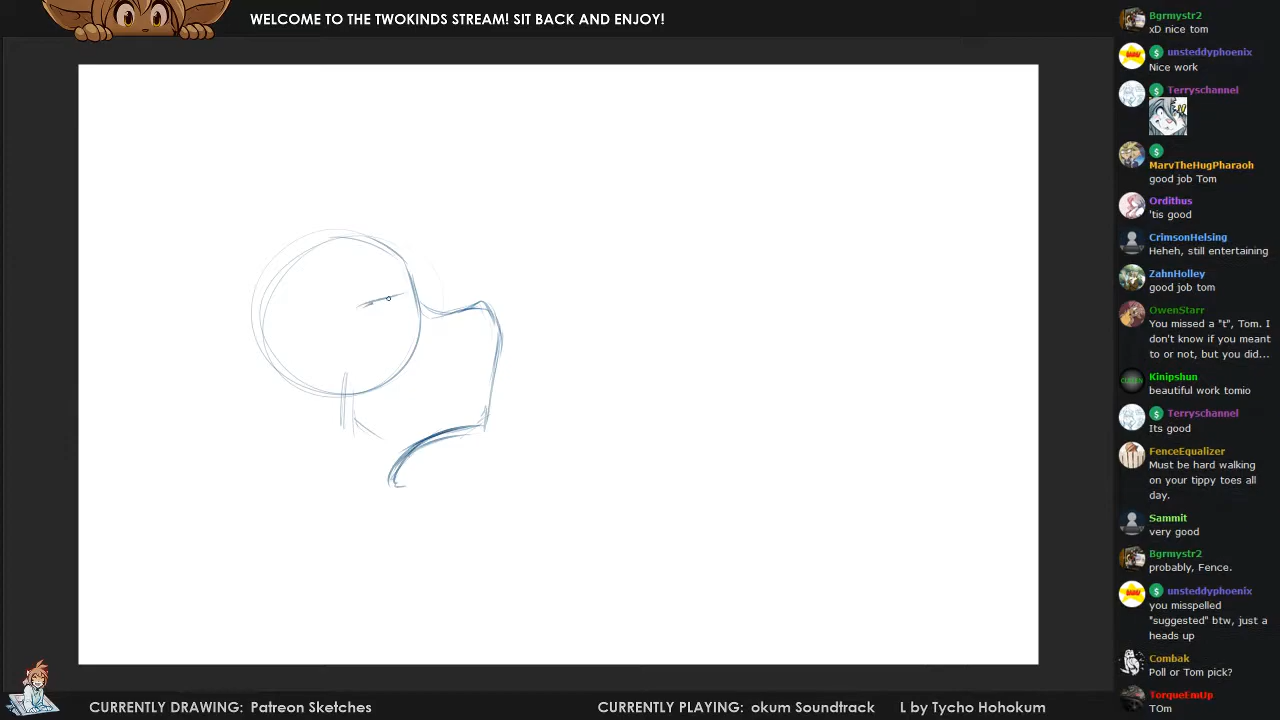 WELCOME TO THE TWOKINDS STREAM! SIT BACK AND ENJOY!
Bgrmystr2
xD nice tom
$ unsteddyphoenix
Nice work
$ Terryschannel
$
MarvTheHugPharaoh
good job Tom
Ordithus
'tis good
CrimsonHelsing
Heheh, still entertaining
ZahnHolley
good job tom
OwenStarr
You missed a "t", Tom. I
don't know if you meant
to or not, but you did...
Kinipshun
beautiful work tomio
$ Terryschannel
Its good
FenceEqualizer
Must be hard walking
on your tippy toes all
day.
Sammit
very good
Bgrmystr2
probably, Fence.
$ unsteddyphoenix
you misspelled
"suggested" btw, just a
heads up
Combak
Poll or Tom pick?
TorqueEmUp
TOm
CURRENTLY DRAWING: Patreon Sketches
CURRENTLY PLAYING: okum Soundtrack L by Tycho Hohokum